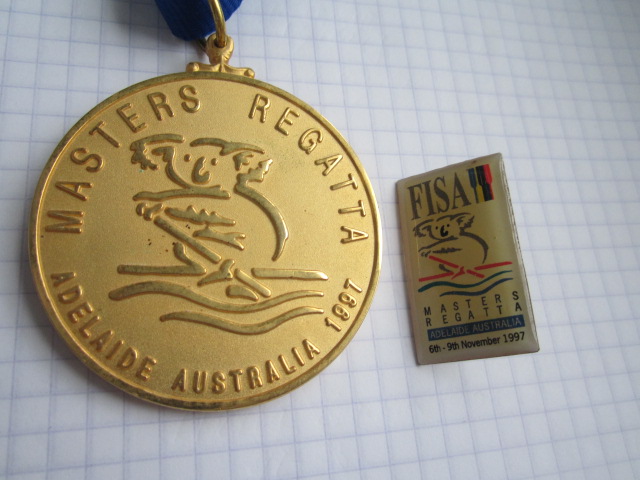 MASTERS REGATTA
ADELAIDE AUSTRALIA 1997
FISA
MASTERS
REGATTA
ADELAIDE AUSTRALIA
6th - 9th November 1997